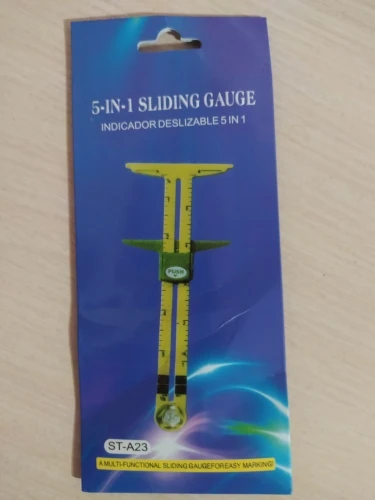 5-IN-1 SLIDING GAUGE
INDICADOR DESLIZABLE 5 IN 1
PUSH
ST-A23
A MULTI-FUNCTIONAL SLIDING GAUGEFOR EASY MARKING!